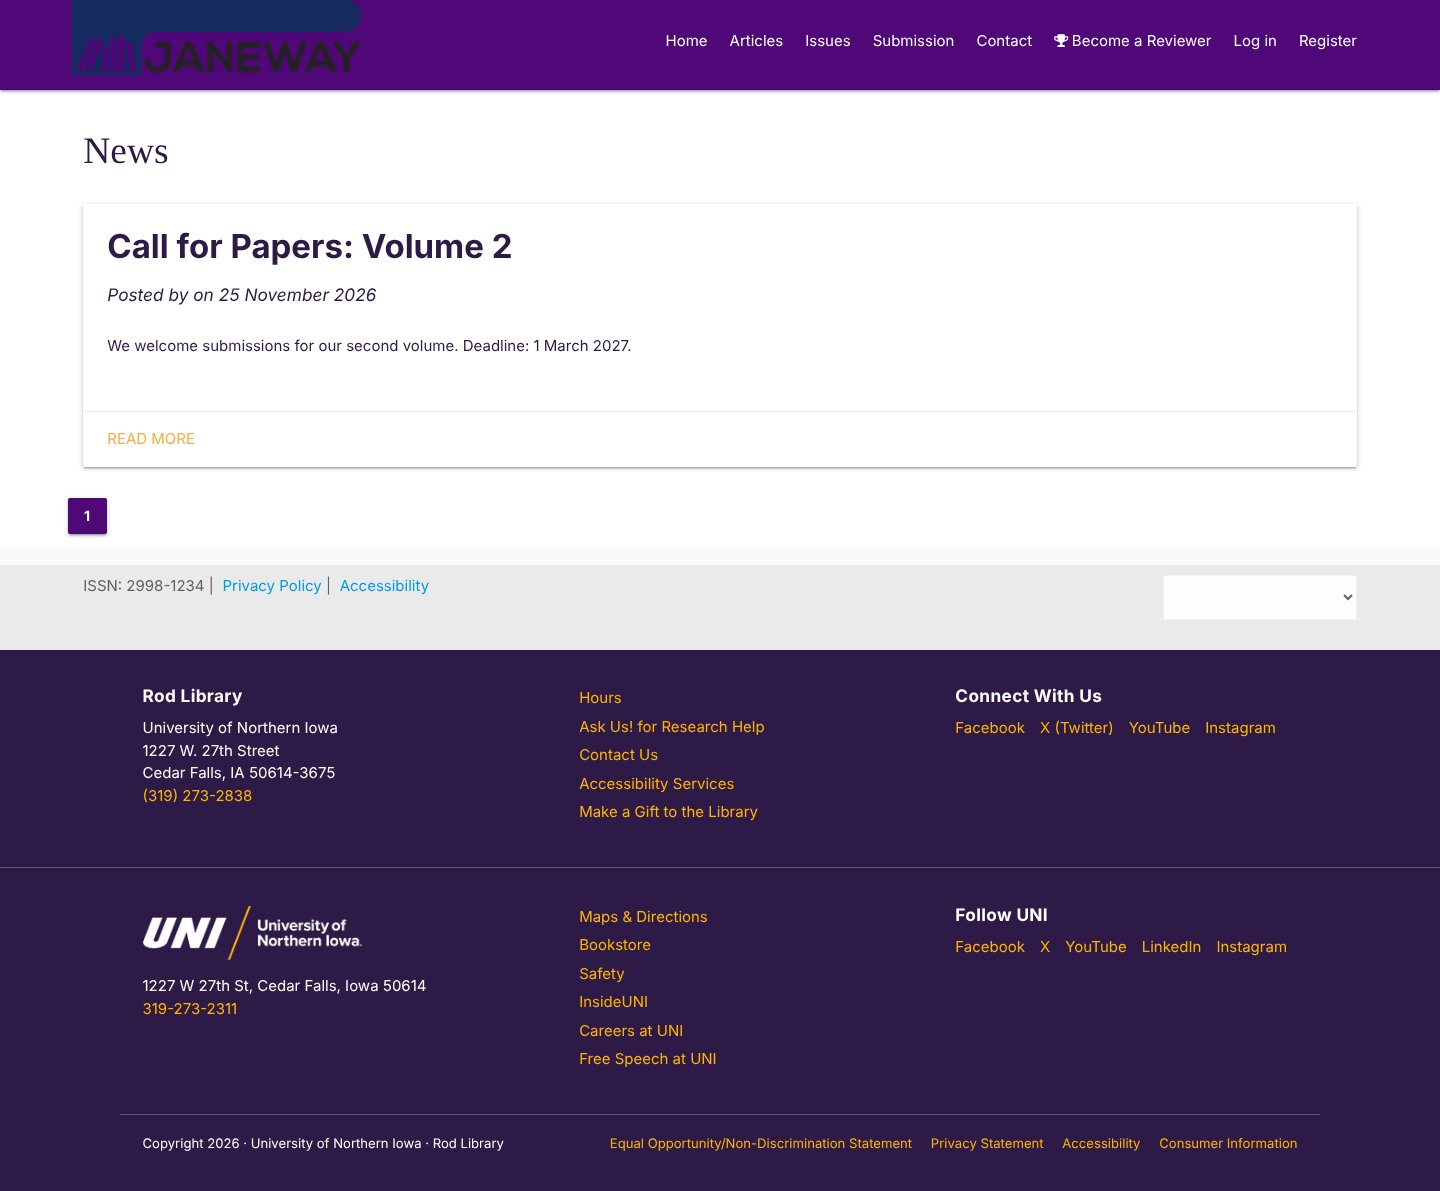 JANEWAY
Home Articles Issues Submission Contact Become a Reviewer Log in Register
News
Call for Papers: Volume 2
Posted by on 25 November 2026
We welcome submissions for our second volume. Deadline: 1 March 2027.
READ MORE
1
ISSN: 2998-1234 | Privacy Policy | Accessibility
Rod Library
University of Northern Iowa
1227 W. 27th Street
Cedar Falls, IA 50614-3675
(319) 273-2838
Hours
Ask Us! for Research Help
Contact Us
Accessibility Services
Make a Gift to the Library
Connect With Us
Facebook X (Twitter) YouTube Instagram
UNI University of
Northern Iowa.
1227 W 27th St, Cedar Falls, Iowa 50614
319-273-2311
Maps & Directions
Bookstore
Safety
InsideUNI
Careers at UNI
Free Speech at UNI
Follow UNI
Facebook X YouTube LinkedIn Instagram
Copyright 2026 · University of Northern Iowa · Rod Library
Equal Opportunity/Non-Discrimination Statement Privacy Statement Accessibility Consumer Information